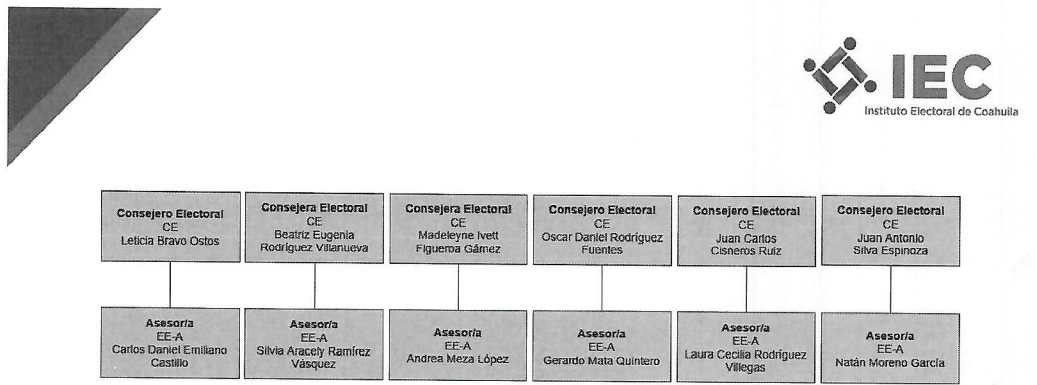 IEC
Instituto Electoral de Coahuila
Consejero Electoral
CE
Leticia Bravo Ostos
Consejera Electoral
CE
Beatriz Eugenia
Rodríguez Villanueva
Consejera Electoral
CE
Madeleyne Ivett
Figueroa Gámez
Consejero Electoral
CE
Oscar Daniel Rodríguez
Fuentes
Consejero Electoral
CE
Juan Carlos
Cisneros Ruiz
Consejero Electoral
CE
Juan Antonio
Silva Espinoza
Asesor/a
EE-A
Carlos Daniel Emiliano
Castillo
Asesor/a
EE-A
Silvia Aracely Ramírez
Vásquez
Asesor/a
EE-A
Andrea Meza López
Asesor/a
EE-A
Gerardo Mata Quintero
Asesor/a
EE-A
Laura Cecilia Rodríguez
Villegas
Asesor/a
EE-A
Natán Moreno García